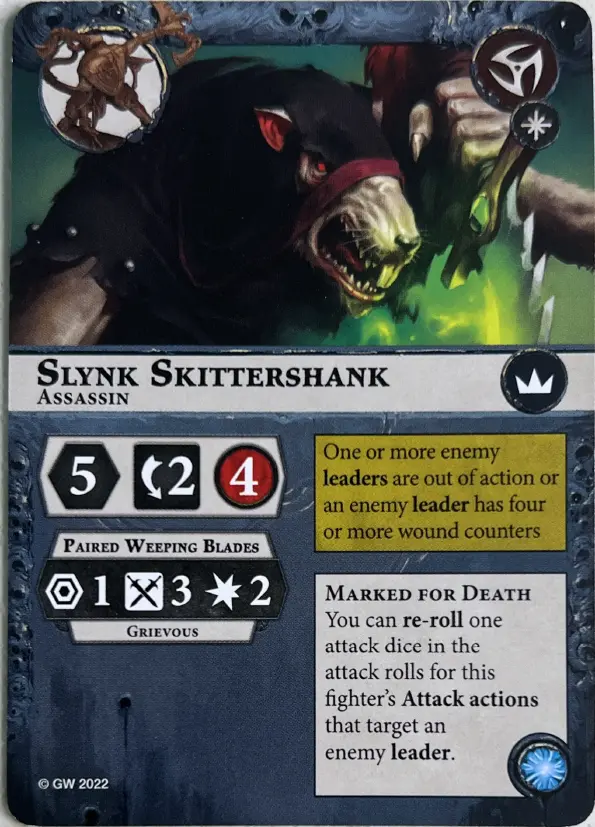 SLYNK SKITTERSHANK
ASSASSIN
5 2 4
PAIRED WEEPING BLADES
1 3 2
GRIEVOUS
One or more enemy
leaders are out of action or
an enemy leader has four
or more wound counters
MARKED FOR DEATH
You can re-roll one
attack dice in the
attack rolls for this
fighter's Attack actions
that target an
enemy leader.
© GW 2022